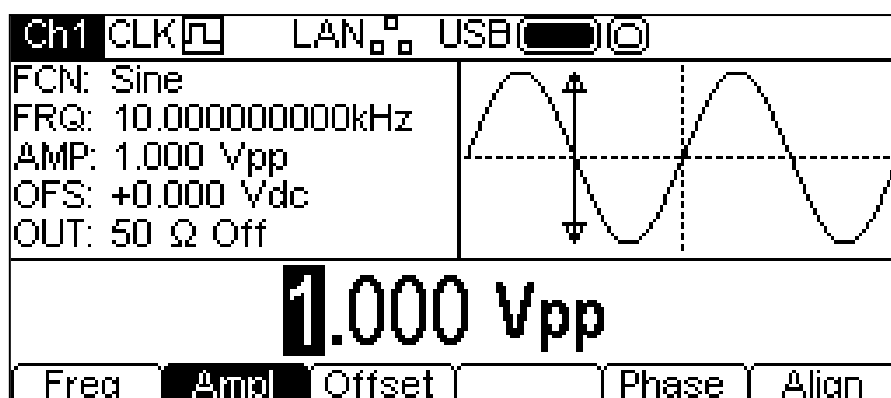 Ch1 CLK LAN USB
FCN: Sine
FRQ: 10.000000000kHz
AMP: 1.000 Vpp
OFS: +0.000 Vdc
OUT: 50 Ω Off
1.000 Vpp
Freq Ampl Offset Phase Align